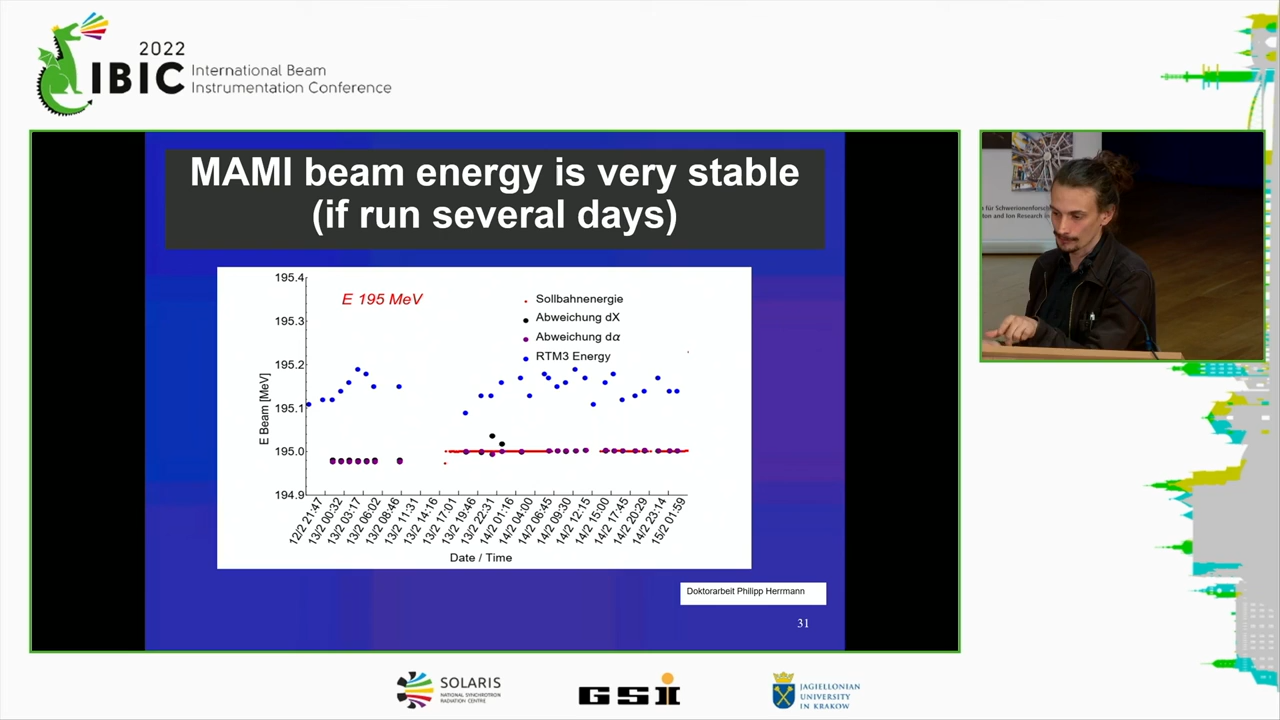 2022
IBIC
International Beam
Instrumentation Conference
MAMI beam energy is very stable
(if run several days)
E 195 MeV
Sollbahnenergie
Abweichung dX
Abweichung dα
RTM3 Energy
E Beam [MeV]
195.4
195.3
195.2
195.1
195.0
194.9
12/2 21:47
13/2 00:32
13/2 03:17
13/2 06:02
13/2 08:46
13/2 11:31
13/2 14:16
13/2 17:01
13/2 19:46
13/2 22:31
14/2 01:16
14/2 04:00
14/2 06:45
14/2 09:30
14/2 12:15
14/2 15:00
14/2 17:45
14/2 20:29
14/2 23:14
15/2 01:59
Date / Time
Doktorarbeit Philipp Herrmann
31
für Schwerionenforsch
Ion and Ion Research
SOLARIS
NATIONAL SYNCHROTRON
RADIATION CENTRE
GSI
JAGIELLONIAN
UNIVERSITY
IN KRAKOW